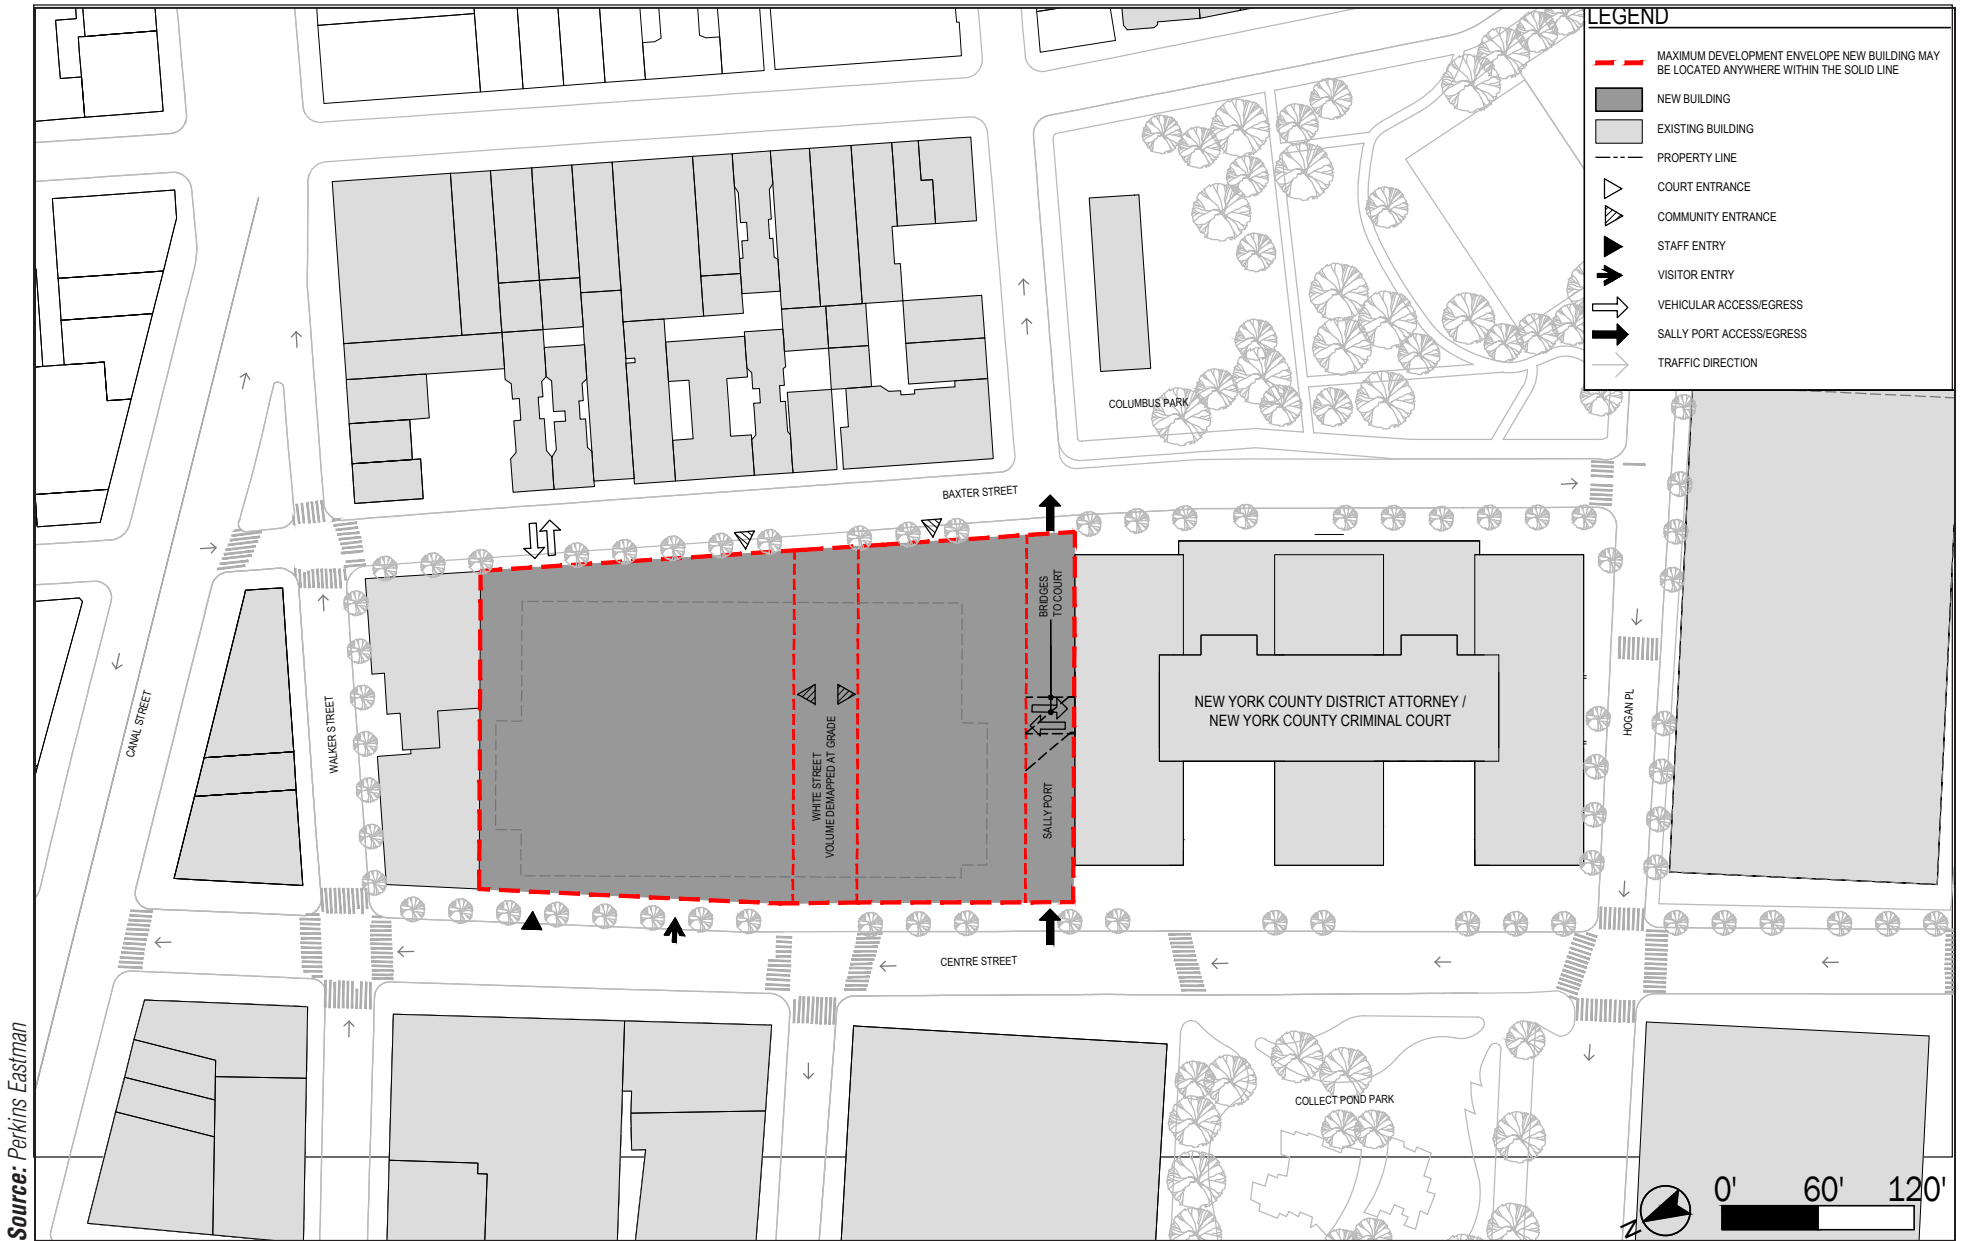 LEGEND
MAXIMUM DEVELOPMENT ENVELOPE NEW BUILDING MAY
BE LOCATED ANYWHERE WITHIN THE SOLID LINE
NEW BUILDING
EXISTING BUILDING
PROPERTY LINE
COURT ENTRANCE
COMMUNITY ENTRANCE
STAFF ENTRY
VISITOR ENTRY
VEHICULAR ACCESS/EGRESS
SALLY PORT ACCESS/EGRESS
TRAFFIC DIRECTION
COLUMBUS PARK
BAXTER STREET
BRIDGES
TO COURT
NEW YORK COUNTY DISTRICT ATTORNEY /
NEW YORK COUNTY CRIMINAL COURT
HOGAN PL
CANAL STREET
WALKER STREET
WHITE STREET
VOLUME DEMAPPED AT GRADE
SALLY PORT
CENTRE STREET
COLLECT POND PARK
N
0' 60' 120'
Source: Perkins Eastman